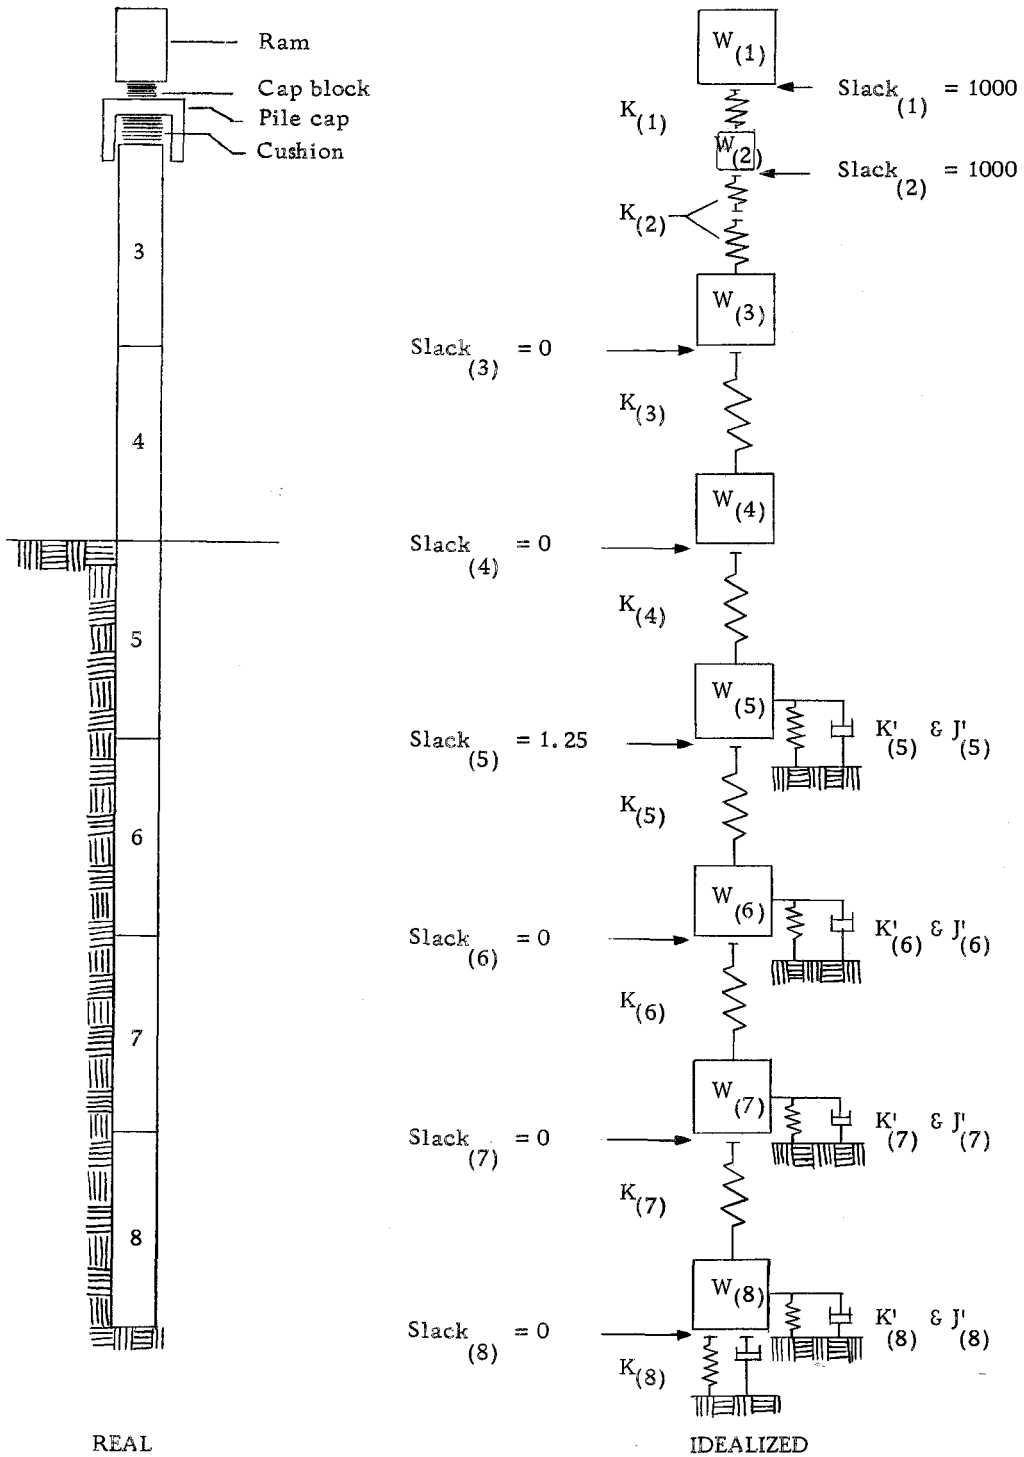 Ram
Cap block
Pile cap
Cushion
3
4
5
6
7
8
REAL
W(1)
Slack(1) = 1000
K(1)
W(2)
Slack(2) = 1000
K(2)
W(3)
Slack(3) = 0
K(3)
W(4)
Slack(4) = 0
K(4)
W(5)
K'(5) & J'(5)
Slack(5) = 1.25
K(5)
W(6)
K'(6) & J'(6)
Slack(6) = 0
K(6)
W(7)
K'(7) & J'(7)
Slack(7) = 0
K(7)
W(8)
K'(8) & J'(8)
Slack(8) = 0
K(8)
IDEALIZED